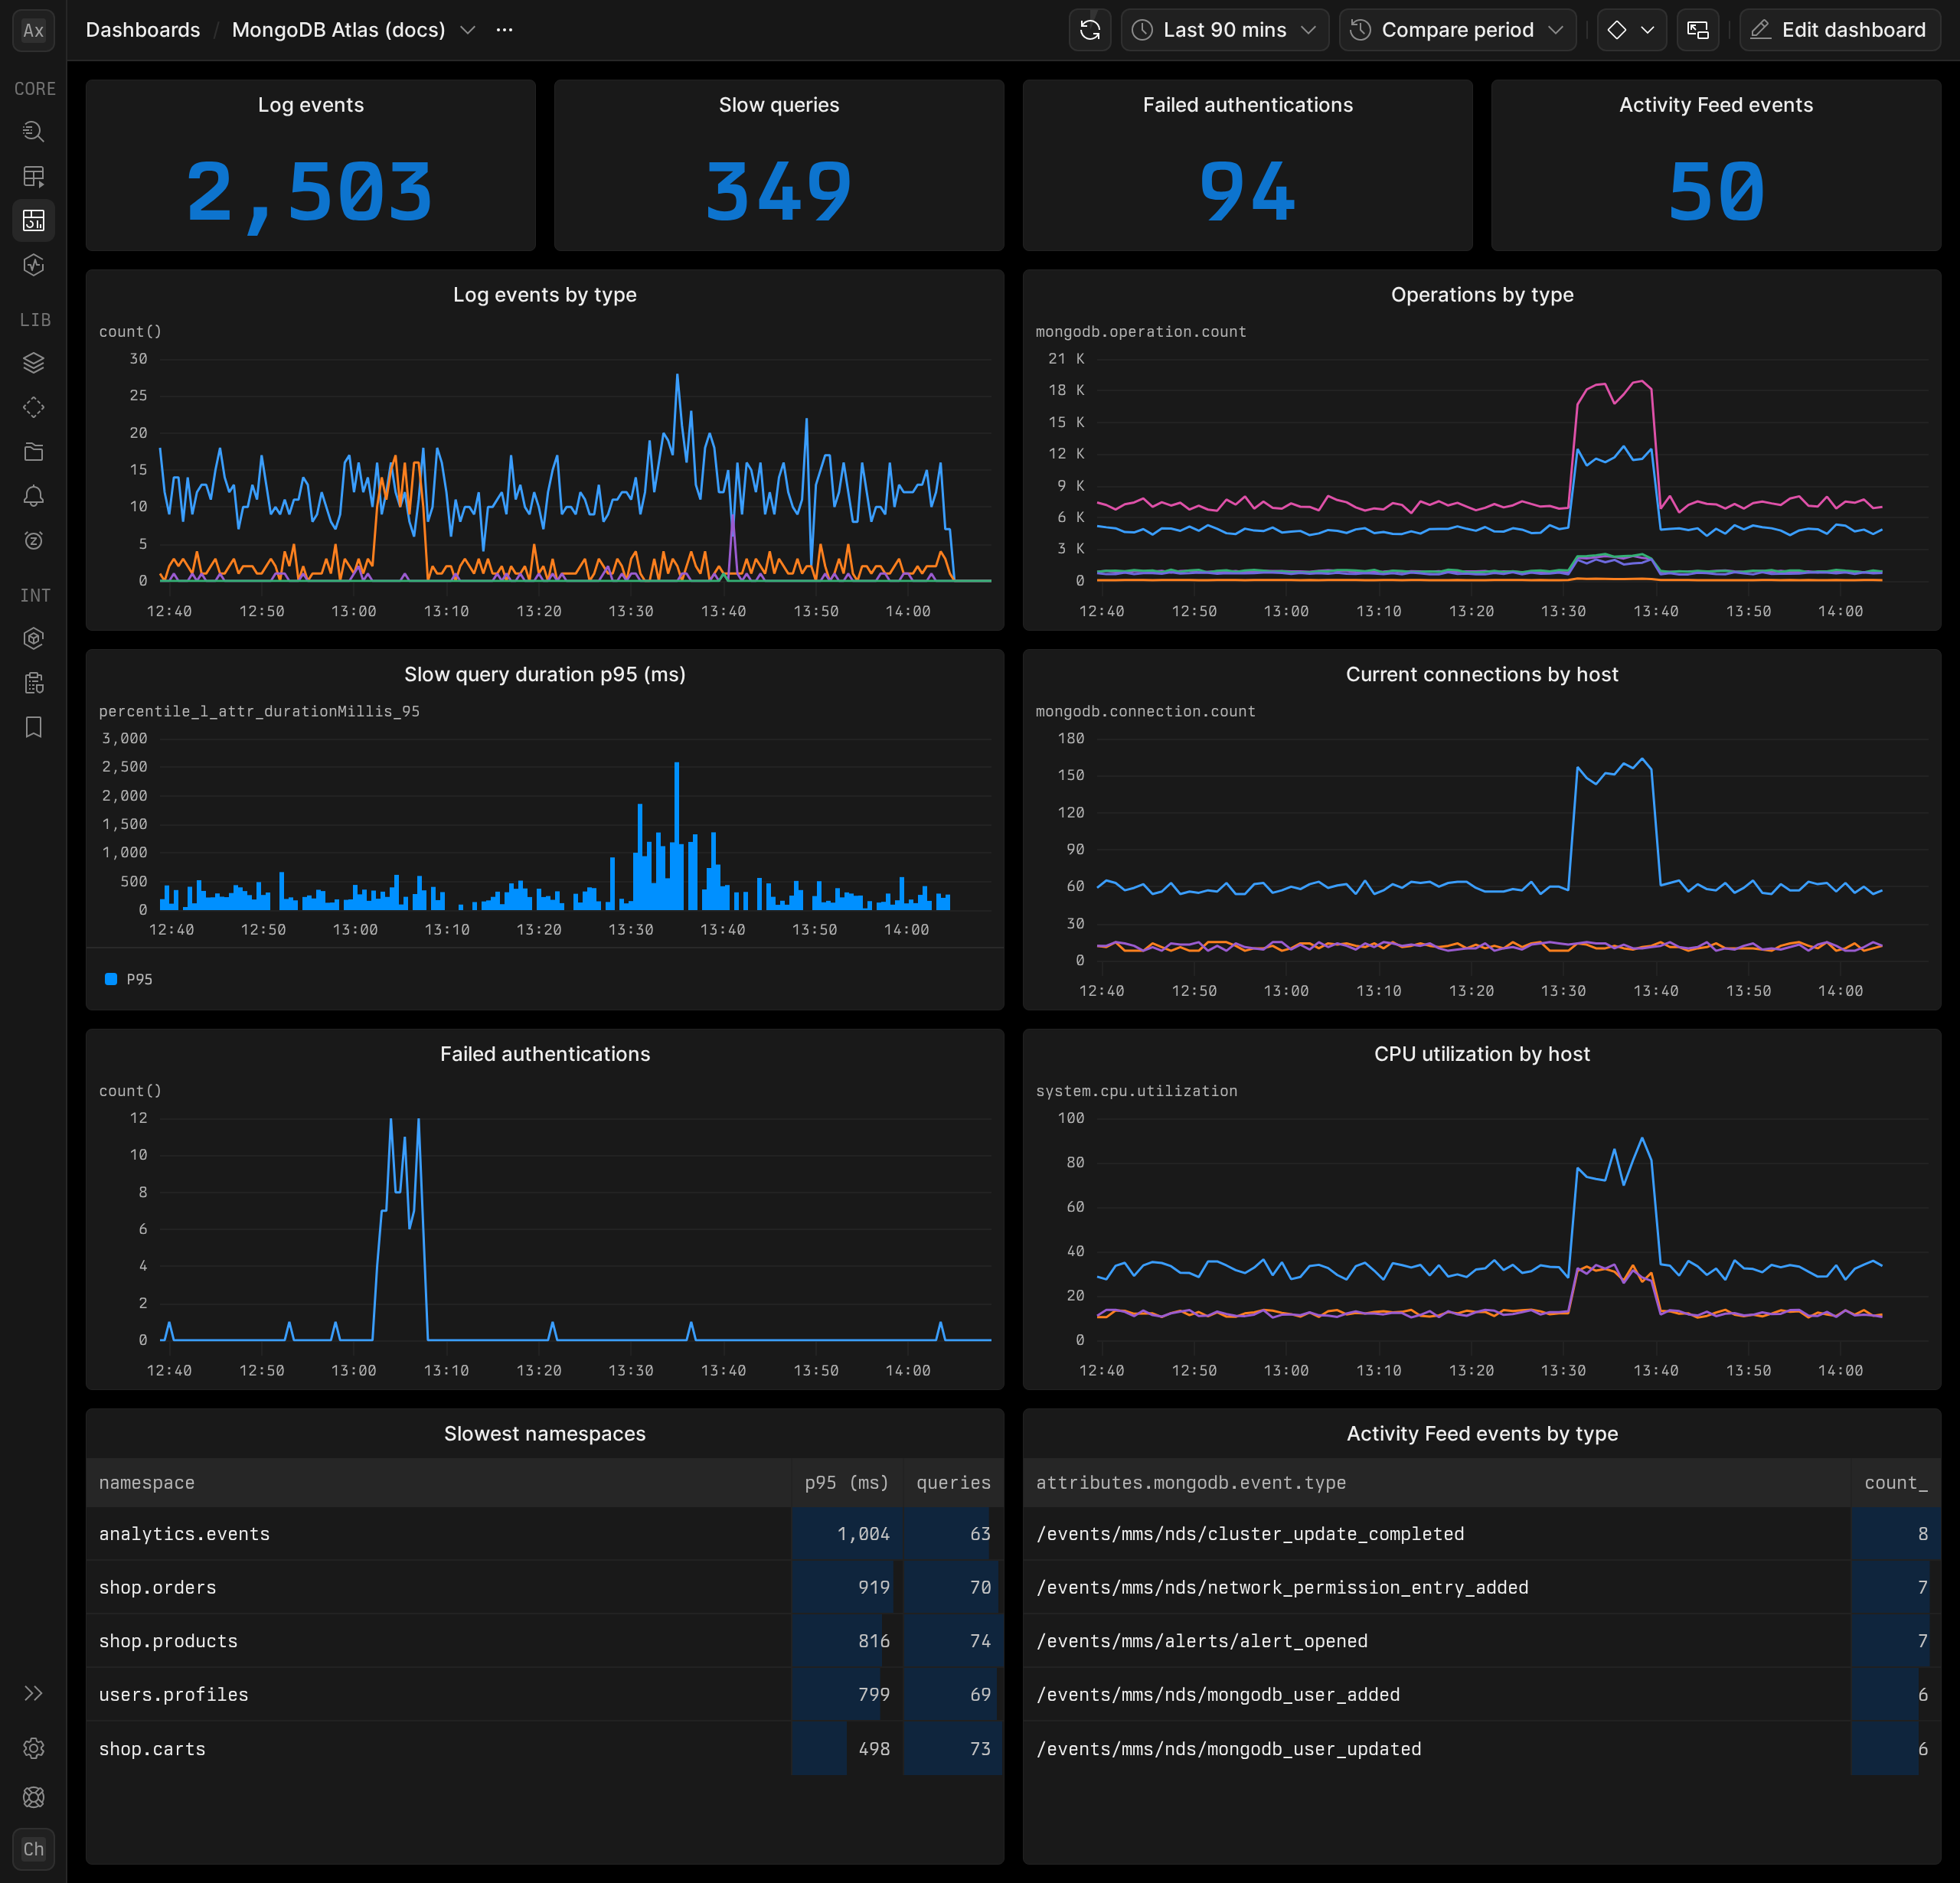 Ax
Dashboards / MongoDB Atlas (docs) ...
Last 90 mins
Compare period
Edit dashboard
CORE
LIB
INT
Ch
Log events
2,503
Slow queries
349
Failed authentications
94
Activity Feed events
50
Log events by type
count()
30
25
20
15
10
5
0
12:40 12:50 13:00 13:10 13:20 13:30 13:40 13:50 14:00
Operations by type
mongodb.operation.count
21 K
18 K
15 K
12 K
9 K
6 K
3 K
0
12:40 12:50 13:00 13:10 13:20 13:30 13:40 13:50 14:00
Slow query duration p95 (ms)
percentile_l_attr_durationMillis_95
3,000
2,500
2,000
1,500
1,000
500
0
12:40 12:50 13:00 13:10 13:20 13:30 13:40 13:50 14:00
P95
Current connections by host
mongodb.connection.count
180
150
120
90
60
30
0
12:40 12:50 13:00 13:10 13:20 13:30 13:40 13:50 14:00
Failed authentications
count()
12
10
8
6
4
2
0
12:40 12:50 13:00 13:10 13:20 13:30 13:40 13:50 14:00
CPU utilization by host
system.cpu.utilization
100
80
60
40
20
0
12:40 12:50 13:00 13:10 13:20 13:30 13:40 13:50 14:00
Slowest namespaces
namespace p95 (ms) queries
analytics.events 1,004 63
shop.orders 919 70
shop.products 816 74
users.profiles 799 69
shop.carts 498 73
Activity Feed events by type
attributes.mongodb.event.type count_
/events/mms/nds/cluster_update_completed 8
/events/mms/nds/network_permission_entry_added 7
/events/mms/alerts/alert_opened 7
/events/mms/nds/mongodb_user_added 6
/events/mms/nds/mongodb_user_updated 6